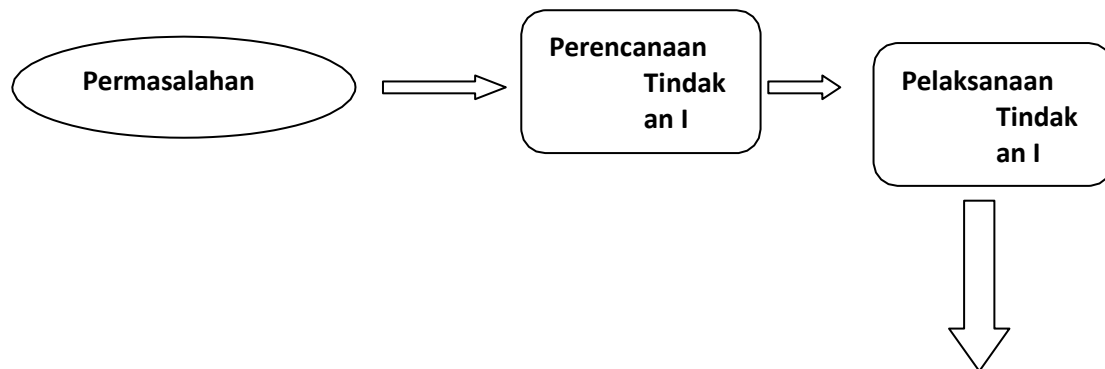 Permasalahan
Perencanaan
Tindak
an I
Pelaksanaan
Tindak
an I